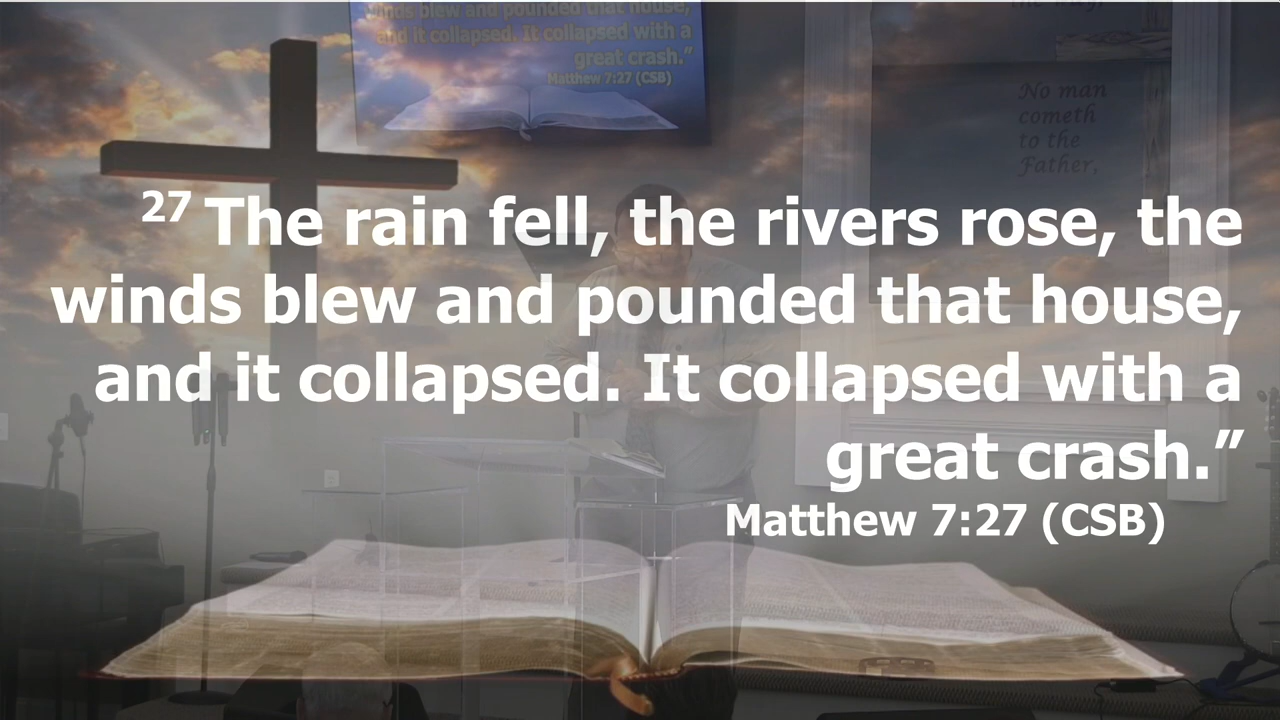 winds blew and pounded that house,
and it collapsed. It collapsed with a
great crash.”
Matthew 7:27 (CSB)
No man
cometh
to the
Father,
27 The rain fell, the rivers rose, the
winds blew and pounded that house,
and it collapsed. It collapsed with a
great crash.”
Matthew 7:27 (CSB)